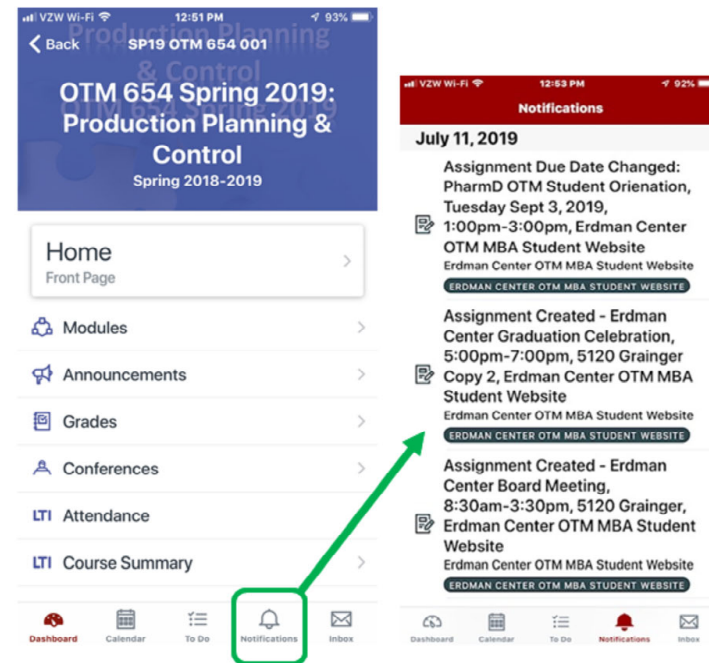 VZW Wi-Fi 12:51 PM 93%
Production Planning
Back SP19 OTM 654 001
& Control
OTM 654 Spring 2019
OTM 654 Spring 2019:
Production Planning &
Control
Spring 2018-2019
Home
Front Page
Modules
Announcements
Grades
Conferences
LTI Attendance
LTI Course Summary
Dashboard Calendar To Do Notifications Inbox
VZW Wi-Fi 12:53 PM 92%
Notifications
July 11, 2019
Assignment Due Date Changed:
PharmD OTM Student Orienation,
Tuesday Sept 3, 2019,
1:00pm-3:00pm, Erdman Center
OTM MBA Student Website
Erdman Center OTM MBA Student Website
ERDMAN CENTER OTM MBA STUDENT WEBSITE
Assignment Created - Erdman
Center Graduation Celebration,
5:00pm-7:00pm, 5120 Grainger
Copy 2, Erdman Center OTM MBA
Student Website
Erdman Center OTM MBA Student Website
ERDMAN CENTER OTM MBA STUDENT WEBSITE
Assignment Created - Erdman
Center Board Meeting,
8:30am-3:30pm, 5120 Grainger,
Erdman Center OTM MBA Student
Website
Erdman Center OTM MBA Student Website
ERDMAN CENTER OTM MBA STUDENT WEBSITE
Dashboard Calendar To Do Notifications Inbox